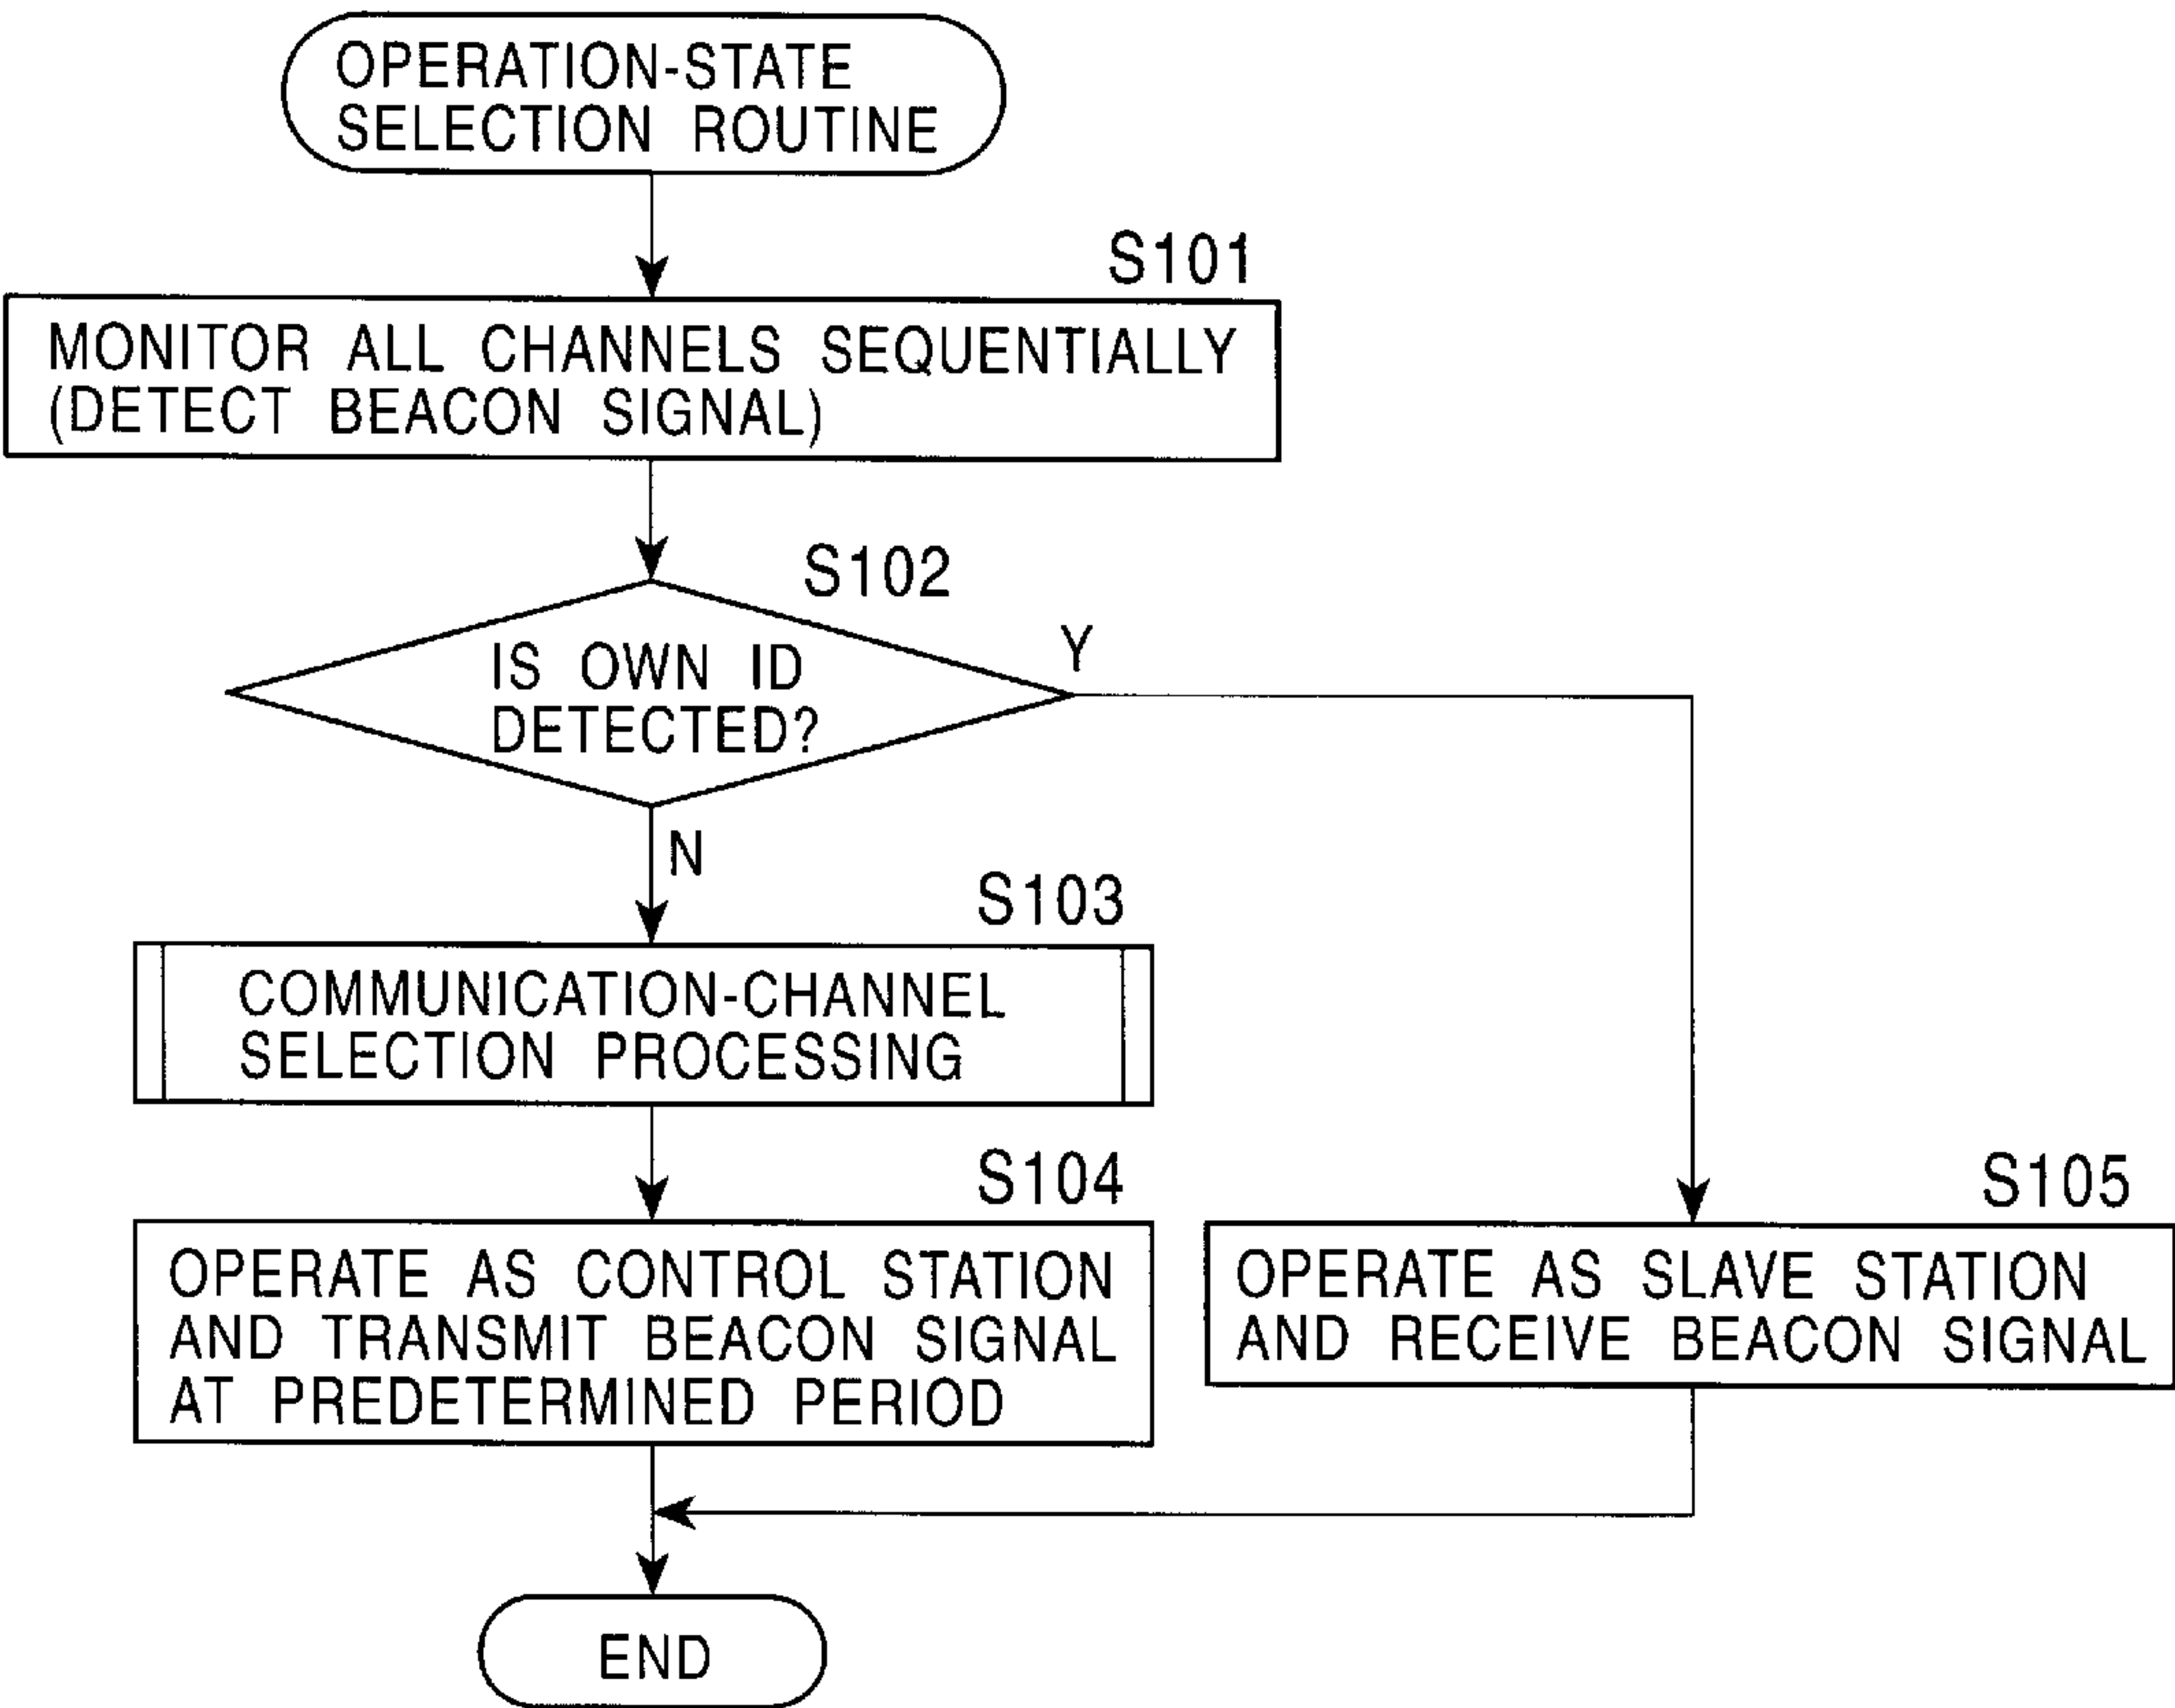 OPERATION-STATE
SELECTION ROUTINE
S101
MONITOR ALL CHANNELS SEQUENTIALLY
(DETECT BEACON SIGNAL)
S102
IS OWN ID
DETECTED?
Y
N
S103
COMMUNICATION-CHANNEL
SELECTION PROCESSING
S104
OPERATE AS CONTROL STATION
AND TRANSMIT BEACON SIGNAL
AT PREDETERMINED PERIOD
S105
OPERATE AS SLAVE STATION
AND RECEIVE BEACON SIGNAL
END